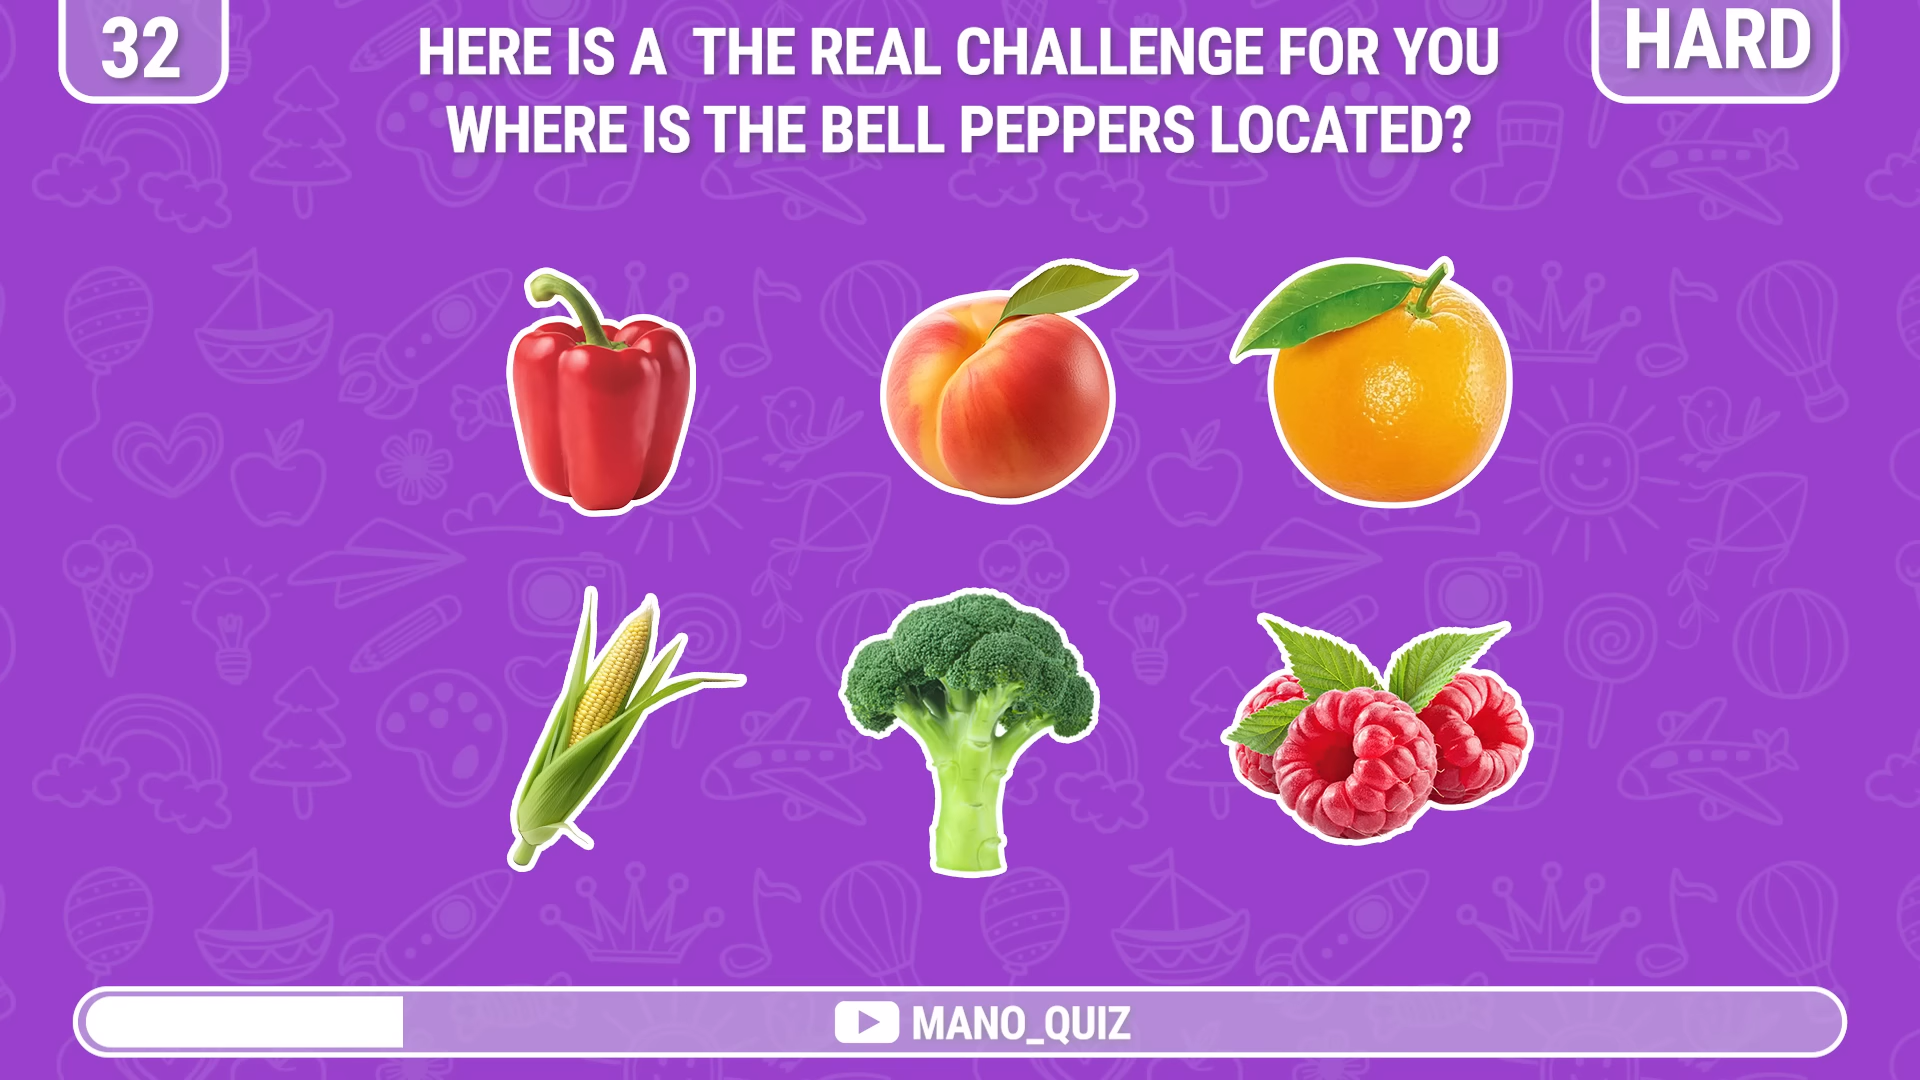 32
HERE IS A  THE REAL CHALLENGE FOR YOU
HARD
WHERE IS THE BELL PEPPERS LOCATED?
MANO_QUIZ